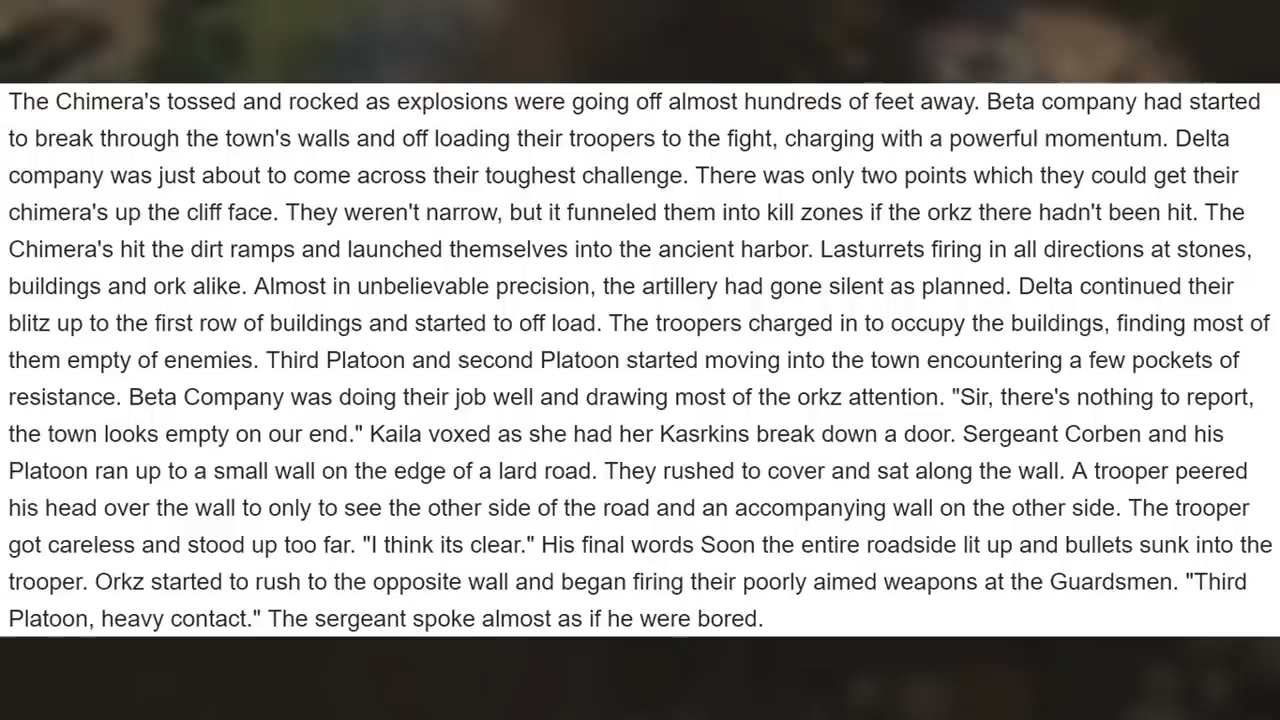 The Chimera's tossed and rocked as explosions were going off almost hundreds of feet away. Beta company had started
to break through the town's walls and off loading their troopers to the fight, charging with a powerful momentum. Delta
company was just about to come across their toughest challenge. There was only two points which they could get their
chimera's up the cliff face. They weren't narrow, but it funneled them into kill zones if the orkz there hadn't been hit. The
Chimera's hit the dirt ramps and launched themselves into the ancient harbor. Lasturrets firing in all directions at stones,
buildings and ork alike. Almost in unbelievable precision, the artillery had gone silent as planned. Delta continued their
blitz up to the first row of buildings and started to off load. The troopers charged in to occupy the buildings, finding most of
them empty of enemies. Third Platoon and second Platoon started moving into the town encountering a few pockets of
resistance. Beta Company was doing their job well and drawing most of the orkz attention. "Sir, there's nothing to report,
the town looks empty on our end." Kaila voxed as she had her Kasrkins break down a door. Sergeant Corben and his
Platoon ran up to a small wall on the edge of a lard road. They rushed to cover and sat along the wall. A trooper peered
his head over the wall to only to see the other side of the road and an accompanying wall on the other side. The trooper
got careless and stood up too far. "I think its clear." His final words Soon the entire roadside lit up and bullets sunk into the
trooper. Orkz started to rush to the opposite wall and began firing their poorly aimed weapons at the Guardsmen. "Third
Platoon, heavy contact." The sergeant spoke almost as if he were bored.